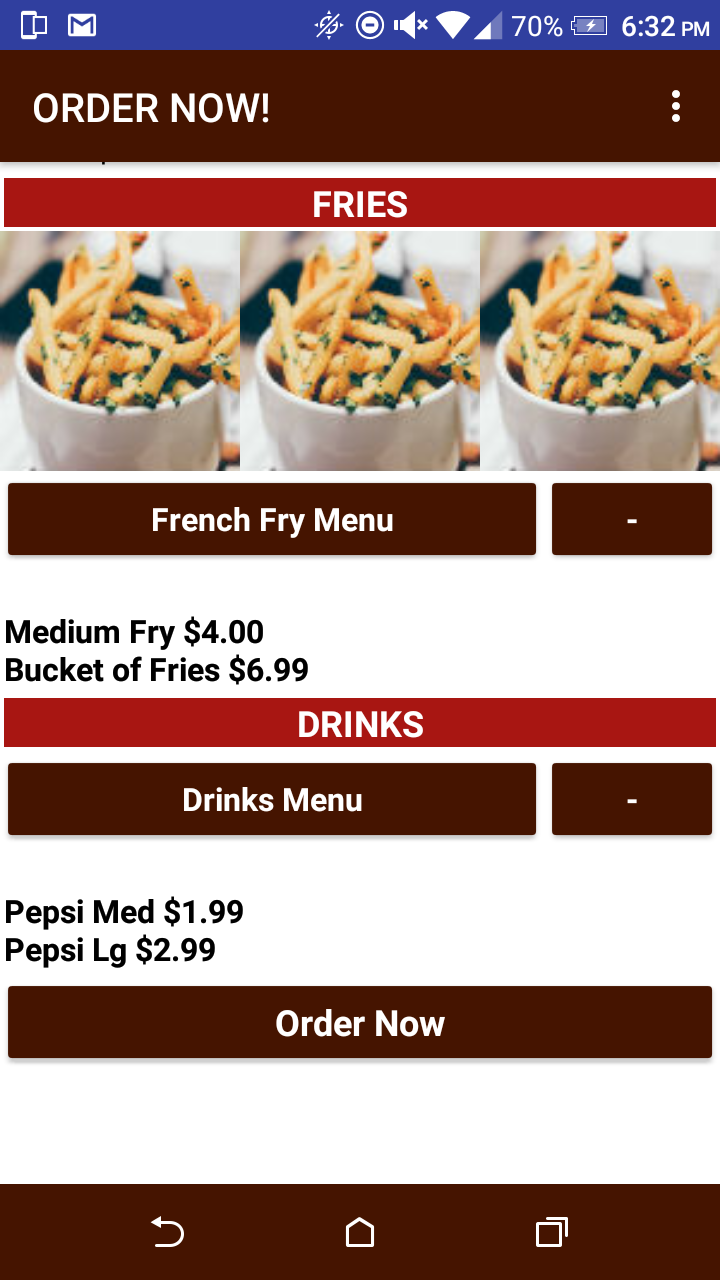 70% 6:32 PM
ORDER NOW!
FRIES
French Fry Menu -
Medium Fry $4.00
Bucket of Fries $6.99
DRINKS
Drinks Menu -
Pepsi Med $1.99
Pepsi Lg $2.99
Order Now